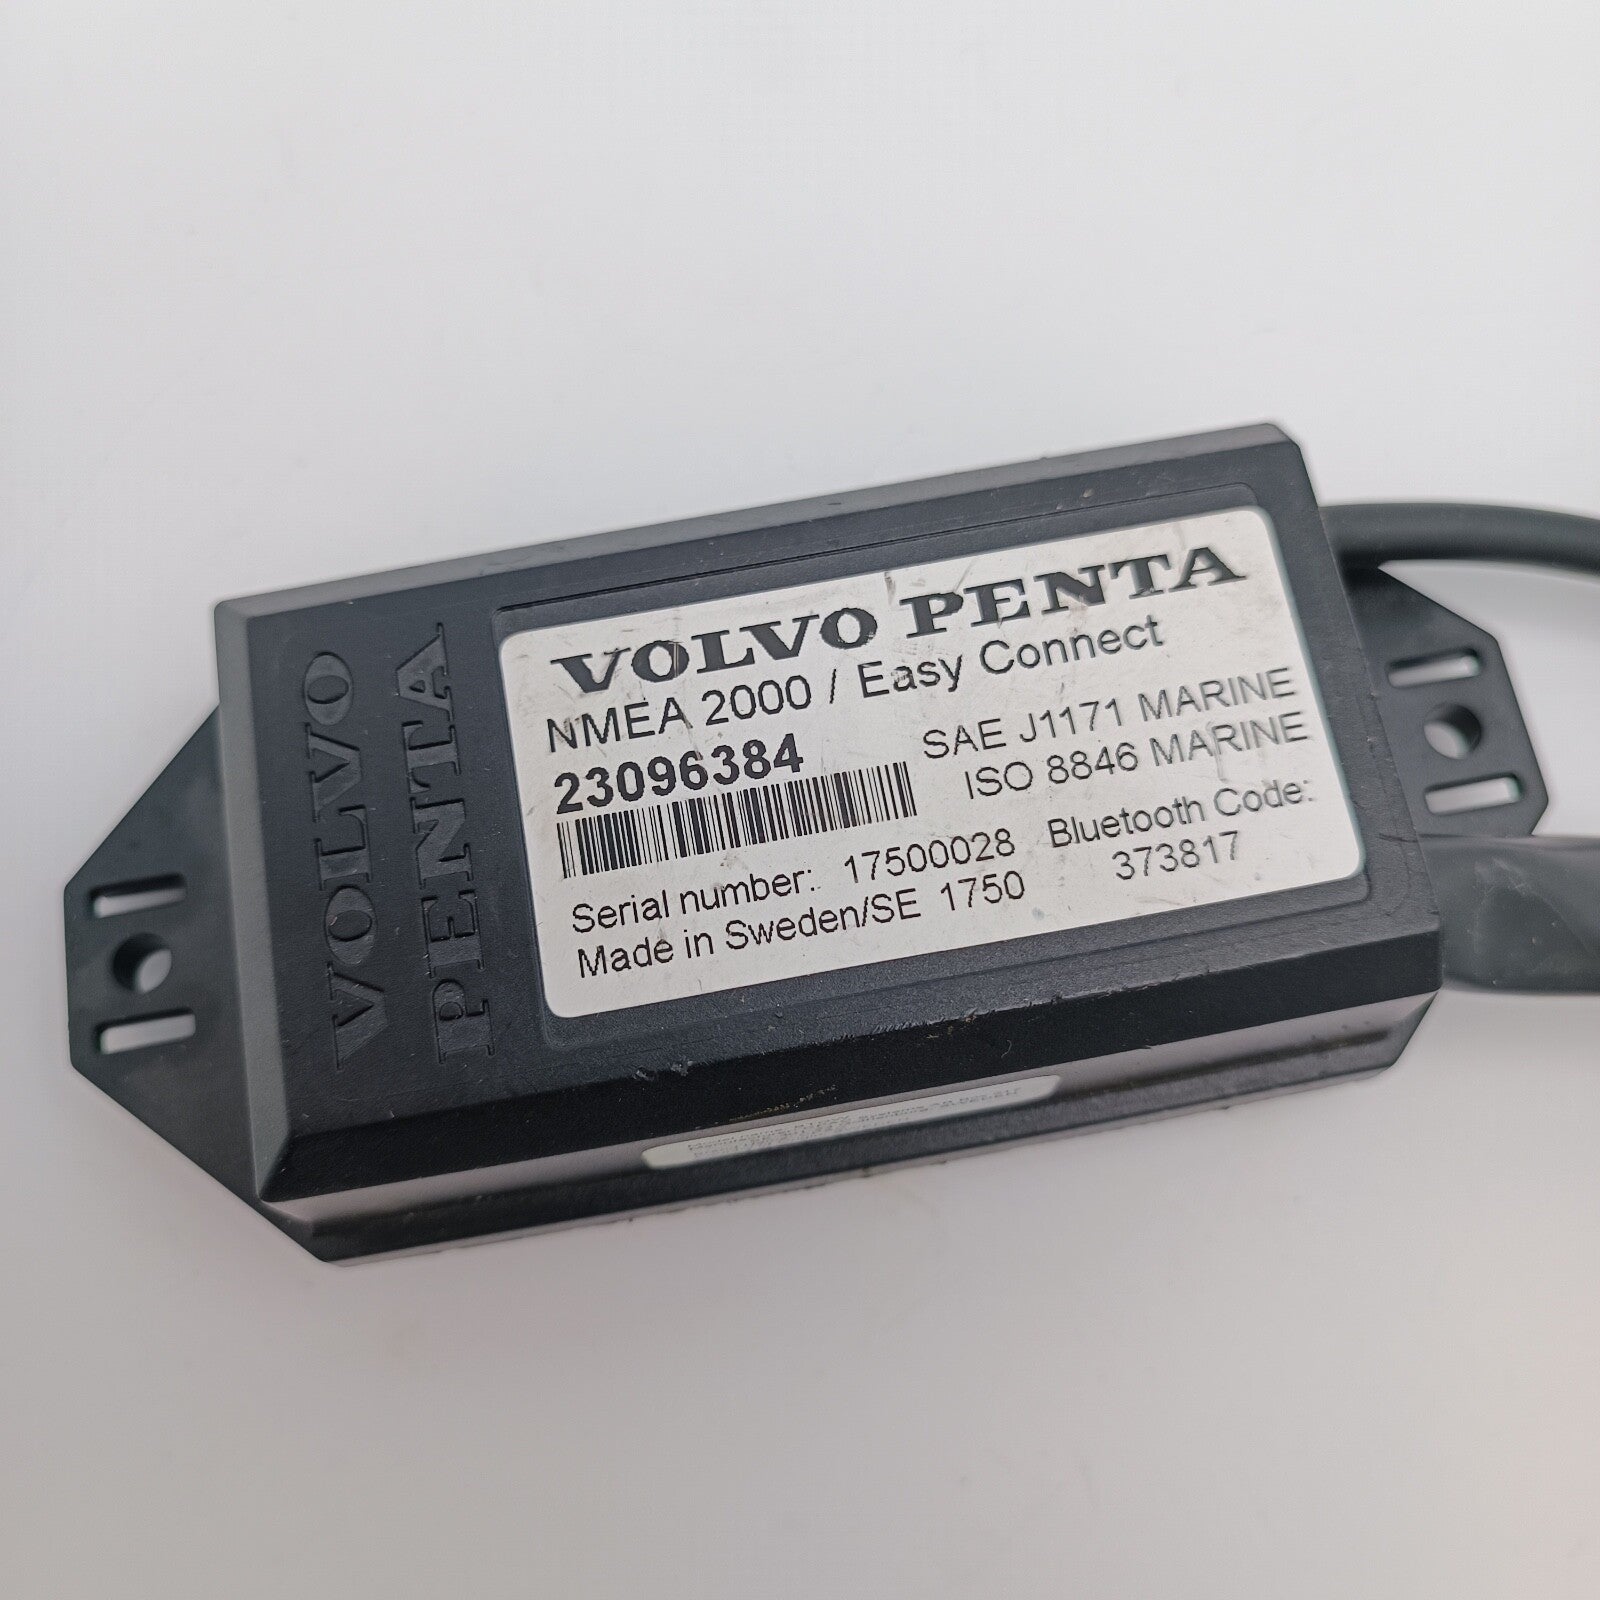 VOLVO
PENTA
VOLVO PENTA
NMEA 2000 / Easy Connect
23096384
SAE J1171 MARINE
ISO 8846 MARINE
Serial number: 17500028
Made in Sweden/SE 1750
Bluetooth Code:
373817